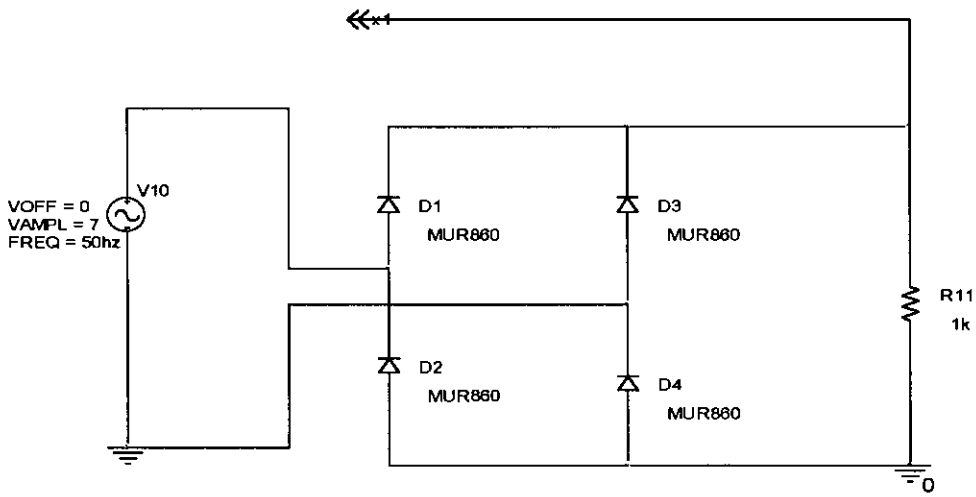 x1
V10
VOFF = 0
VAMPL = 7
FREQ = 50hz
D1
MUR860
D3
MUR860
R11
1k
D2
MUR860
D4
MUR860
0